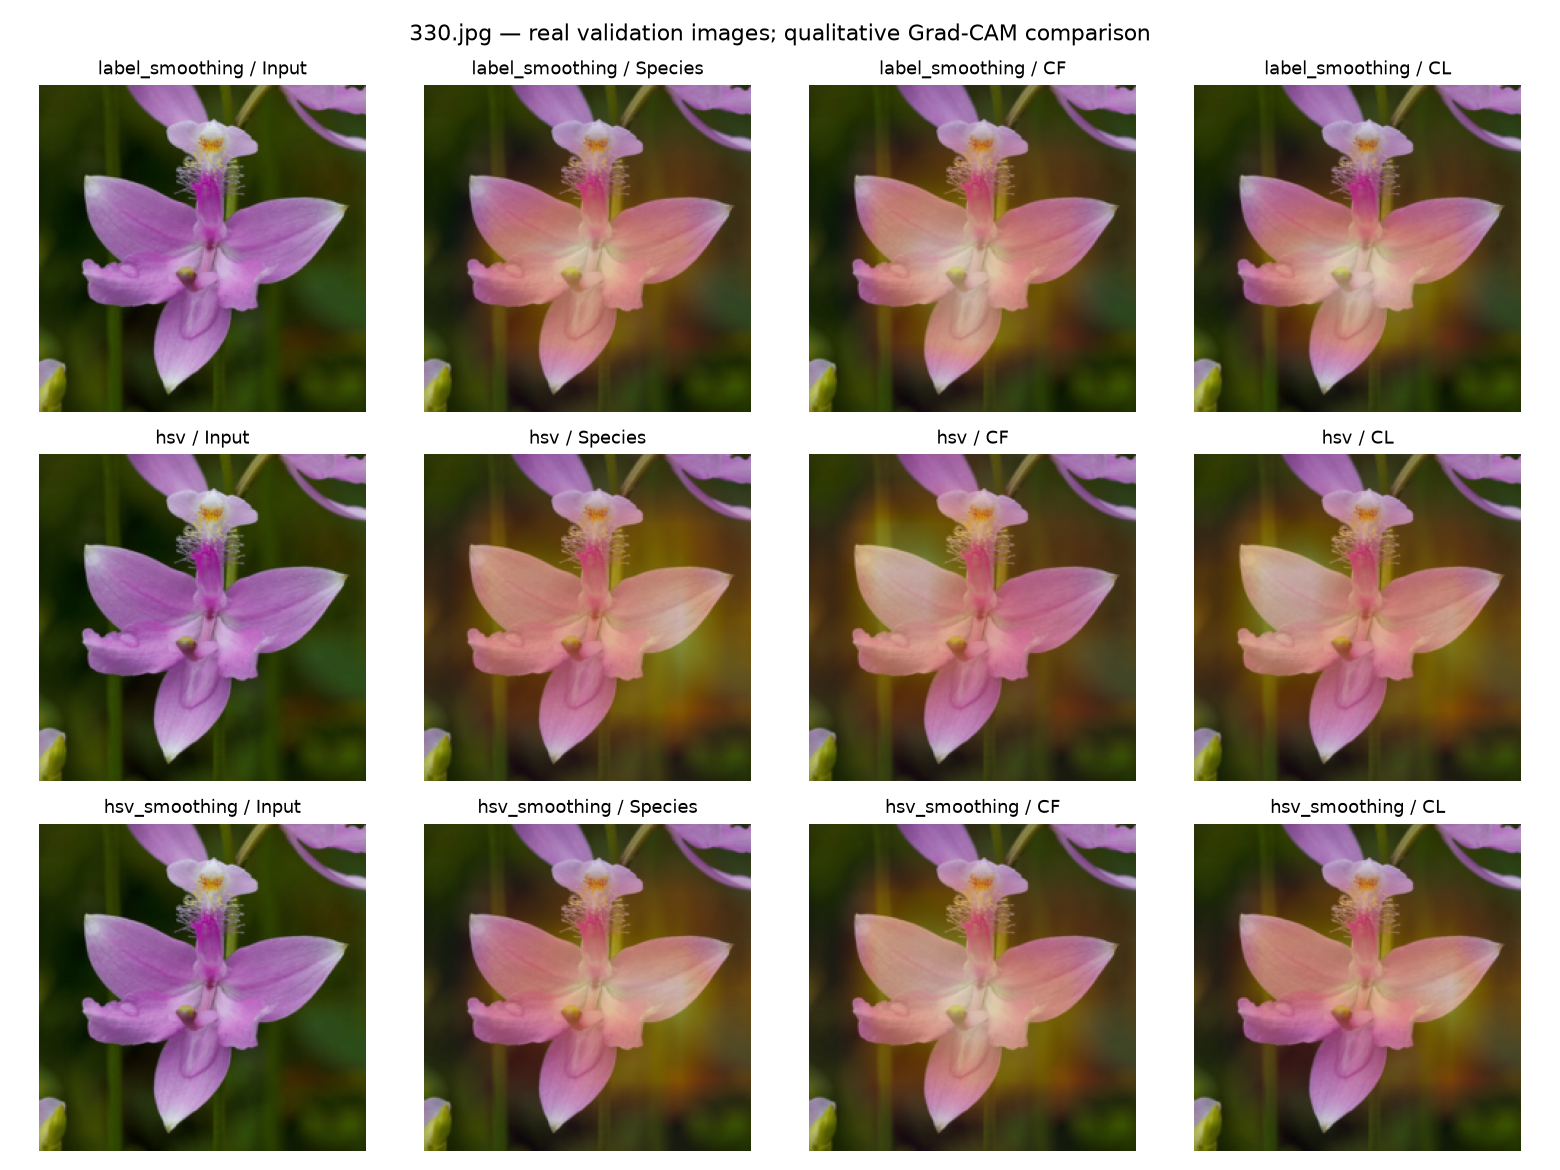 330.jpg — real validation images; qualitative Grad-CAM comparison
label_smoothing / Input
label_smoothing / Species
label_smoothing / CF
label_smoothing / CL
hsv / Input
hsv / Species
hsv / CF
hsv / CL
hsv_smoothing / Input
hsv_smoothing / Species
hsv_smoothing / CF
hsv_smoothing / CL